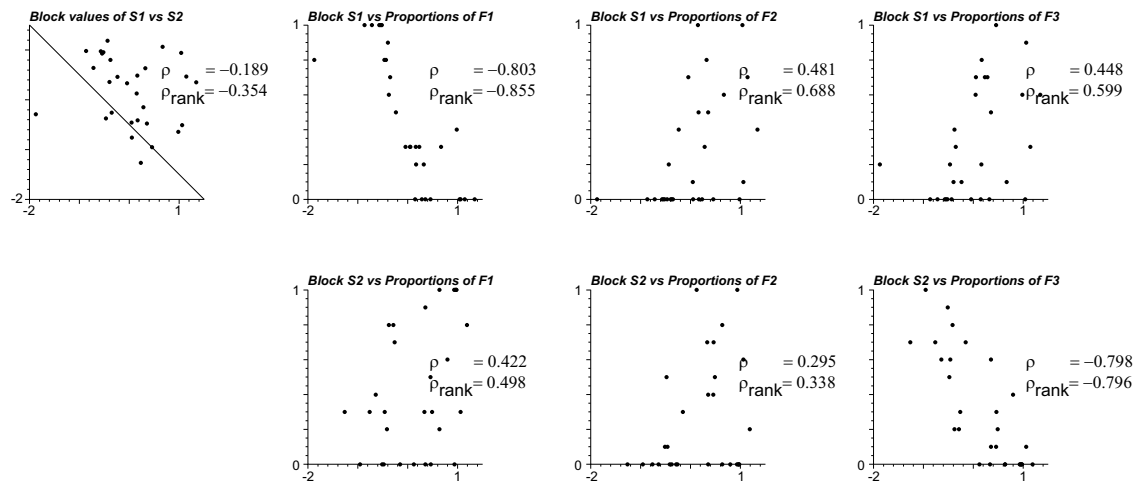 Block values of S1 vs S2
ρ = −0.189
ρrank = −0.354
-2
-2 1
Block S1 vs Proportions of F1
1
ρ = −0.803
ρrank = −0.855
0
-2 1
Block S1 vs Proportions of F2
1
ρ = 0.481
ρrank = 0.688
0
-2 1
Block S1 vs Proportions of F3
1
ρ = 0.448
ρrank = 0.599
0
-2 1
Block S2 vs Proportions of F1
1
ρ = 0.422
ρrank = 0.498
0
-2 1
Block S2 vs Proportions of F2
1
ρ = 0.295
ρrank = 0.338
0
-2 1
Block S2 vs Proportions of F3
1
ρ = −0.798
ρrank = −0.796
0
-2 1